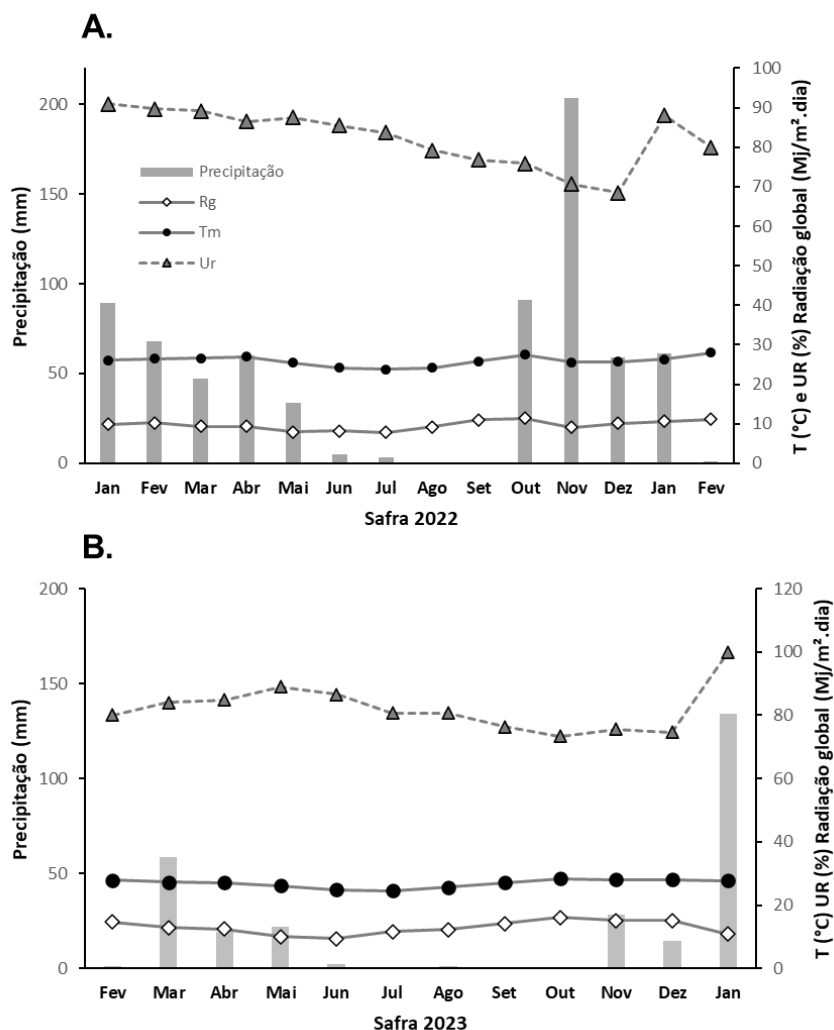 A.
Precipitação (mm)
200
150
100
50
0
Precipitação
Rg
Tm
Ur
100
90
80
70
60
50
40
30
20
10
0
T (°C) e UR (%) Radiação global (Mj/m².dia)
Jan Fev Mar Abr Mai Jun Jul Ago Set Out Nov Dez Jan Fev
Safra 2022
B.
Precipitação (mm)
200
150
100
50
0
120
100
80
60
40
20
0
T (°C) UR (%) Radiação global (Mj/m².dia)
Fev Mar Abr Mai Jun Jul Ago Set Out Nov Dez Jan
Safra 2023